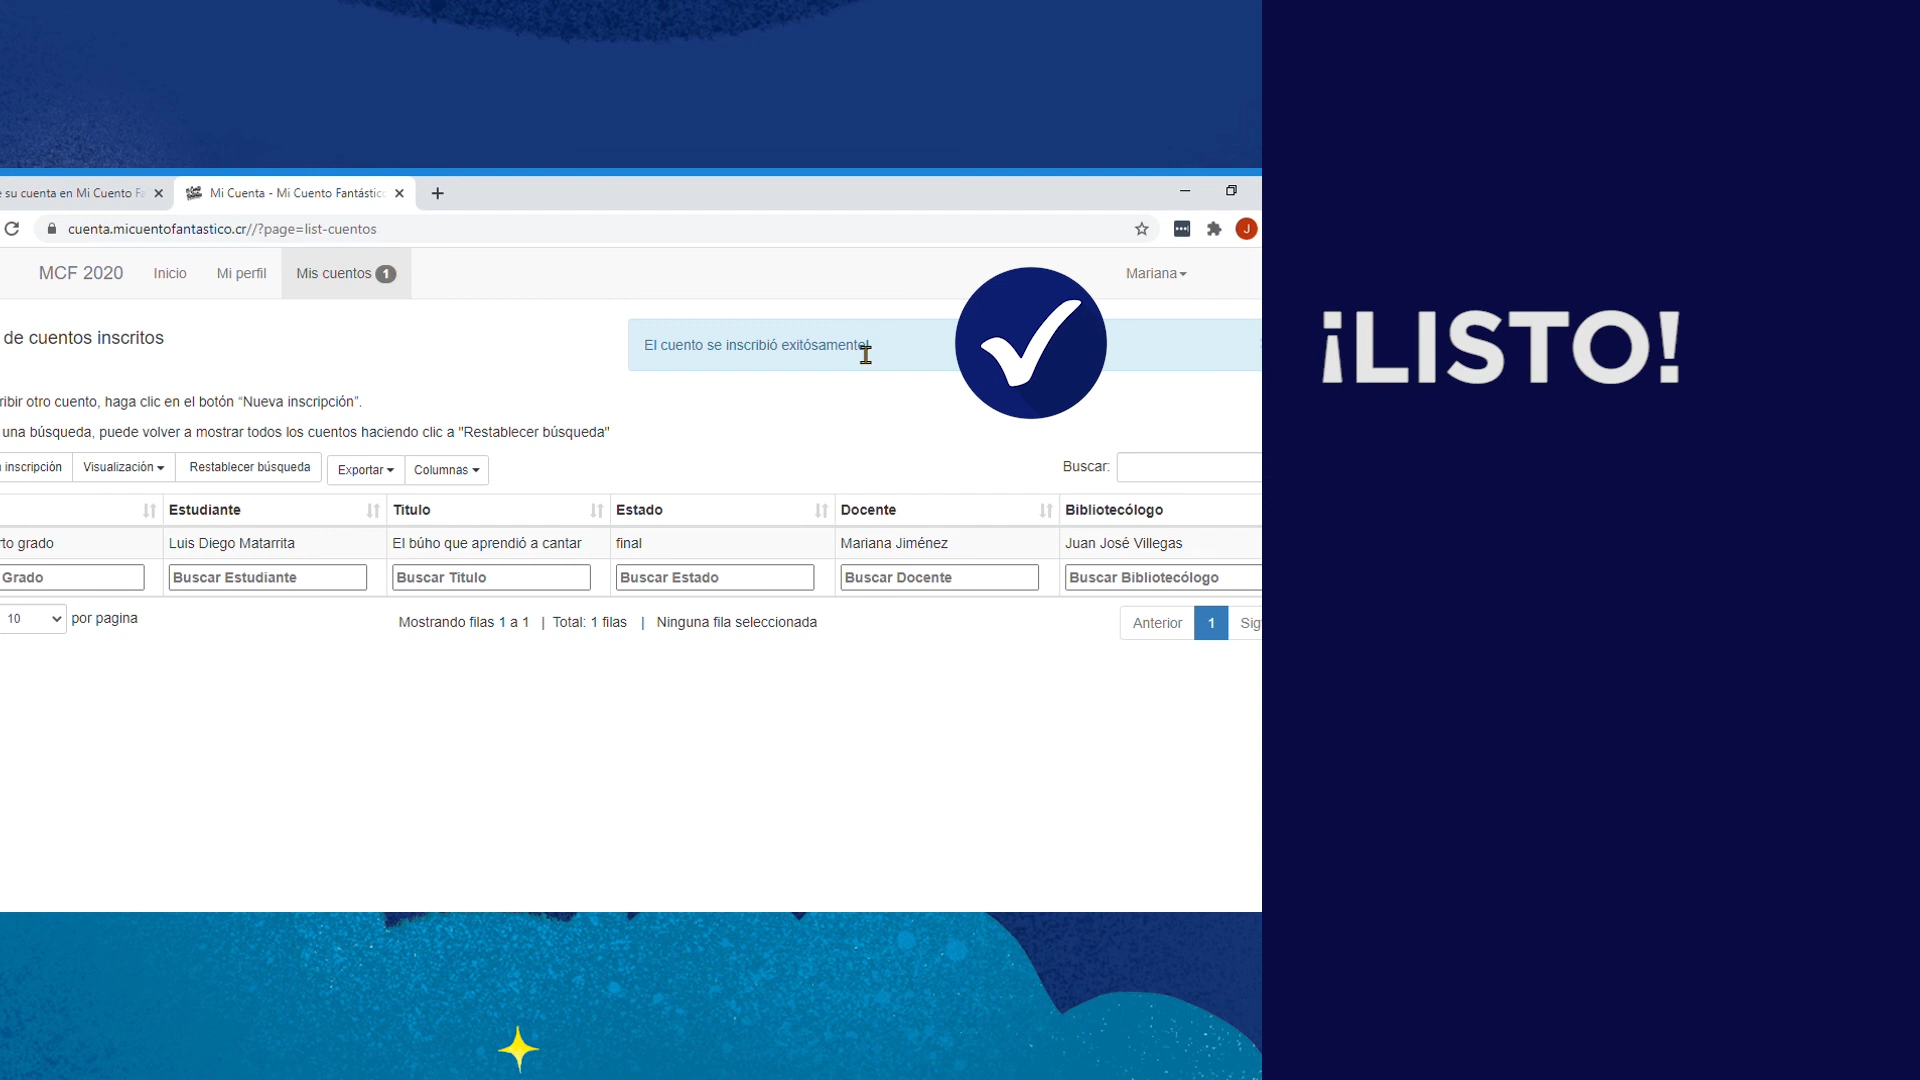 su cuenta en Mi Cuento
Mi Cuenta - Mi Cuento Fantástic
cuenta.micuentofantastico.cr//?page=list-cuentos
J
MCF 2020 Inicio Mi perfil Mis cuentos 1 Mariana
¡LISTO!
de cuentos inscritos
El cuento se inscribió exitósamente!
ribir otro cuento, haga clic en el botón “Nueva inscripción”.
una búsqueda, puede volver a mostrar todos los cuentos haciendo clic a "Restablecer búsqueda"
inscripción Visualización Restablecer búsqueda Exportar Columnas Buscar:
Estudiante Titulo Estado Docente Bibliotecólogo
to grado Luis Diego Matarrita El búho que aprendió a cantar final Mariana Jiménez Juan José Villegas
Grado Buscar Estudiante Buscar Titulo Buscar Estado Buscar Docente Buscar Bibliotecólogo
10 por pagina Mostrando filas 1 a 1 | Total: 1 filas | Ninguna fila seleccionada Anterior 1 Sig